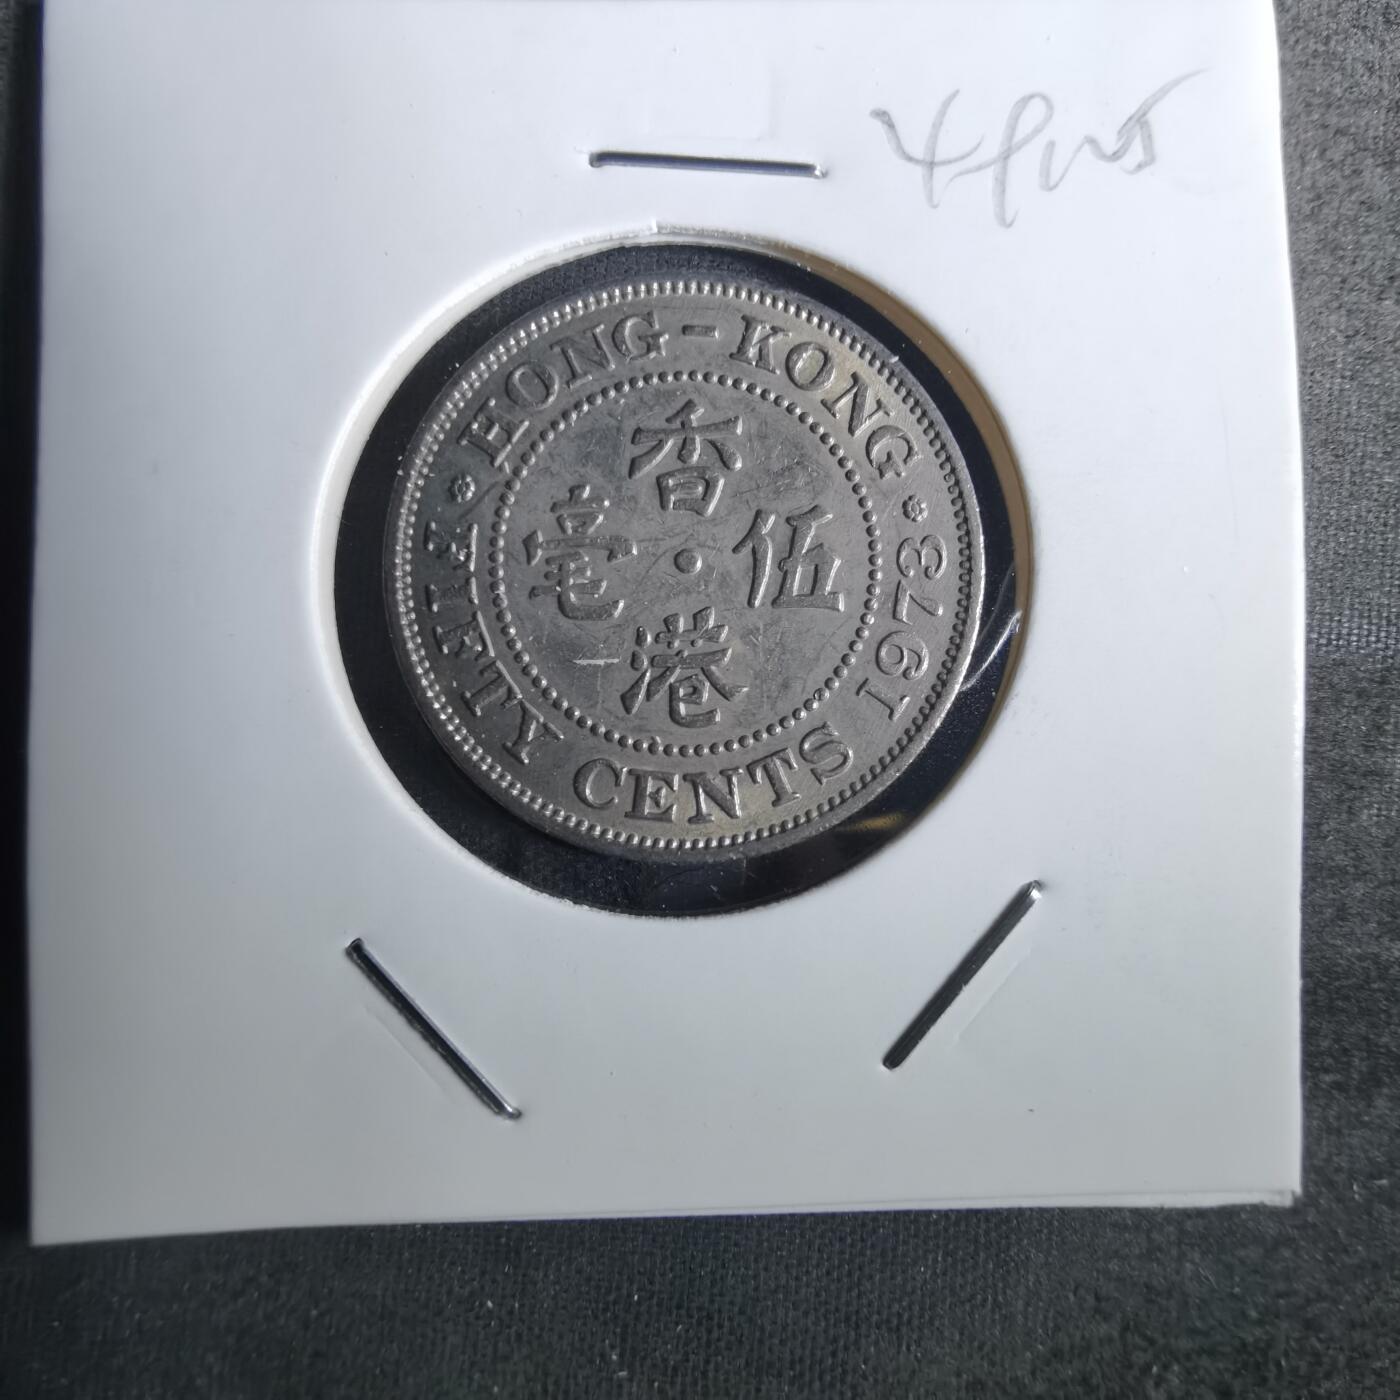 HONG-KONG
香
毫 伍
港
FIFTY CENTS 1973